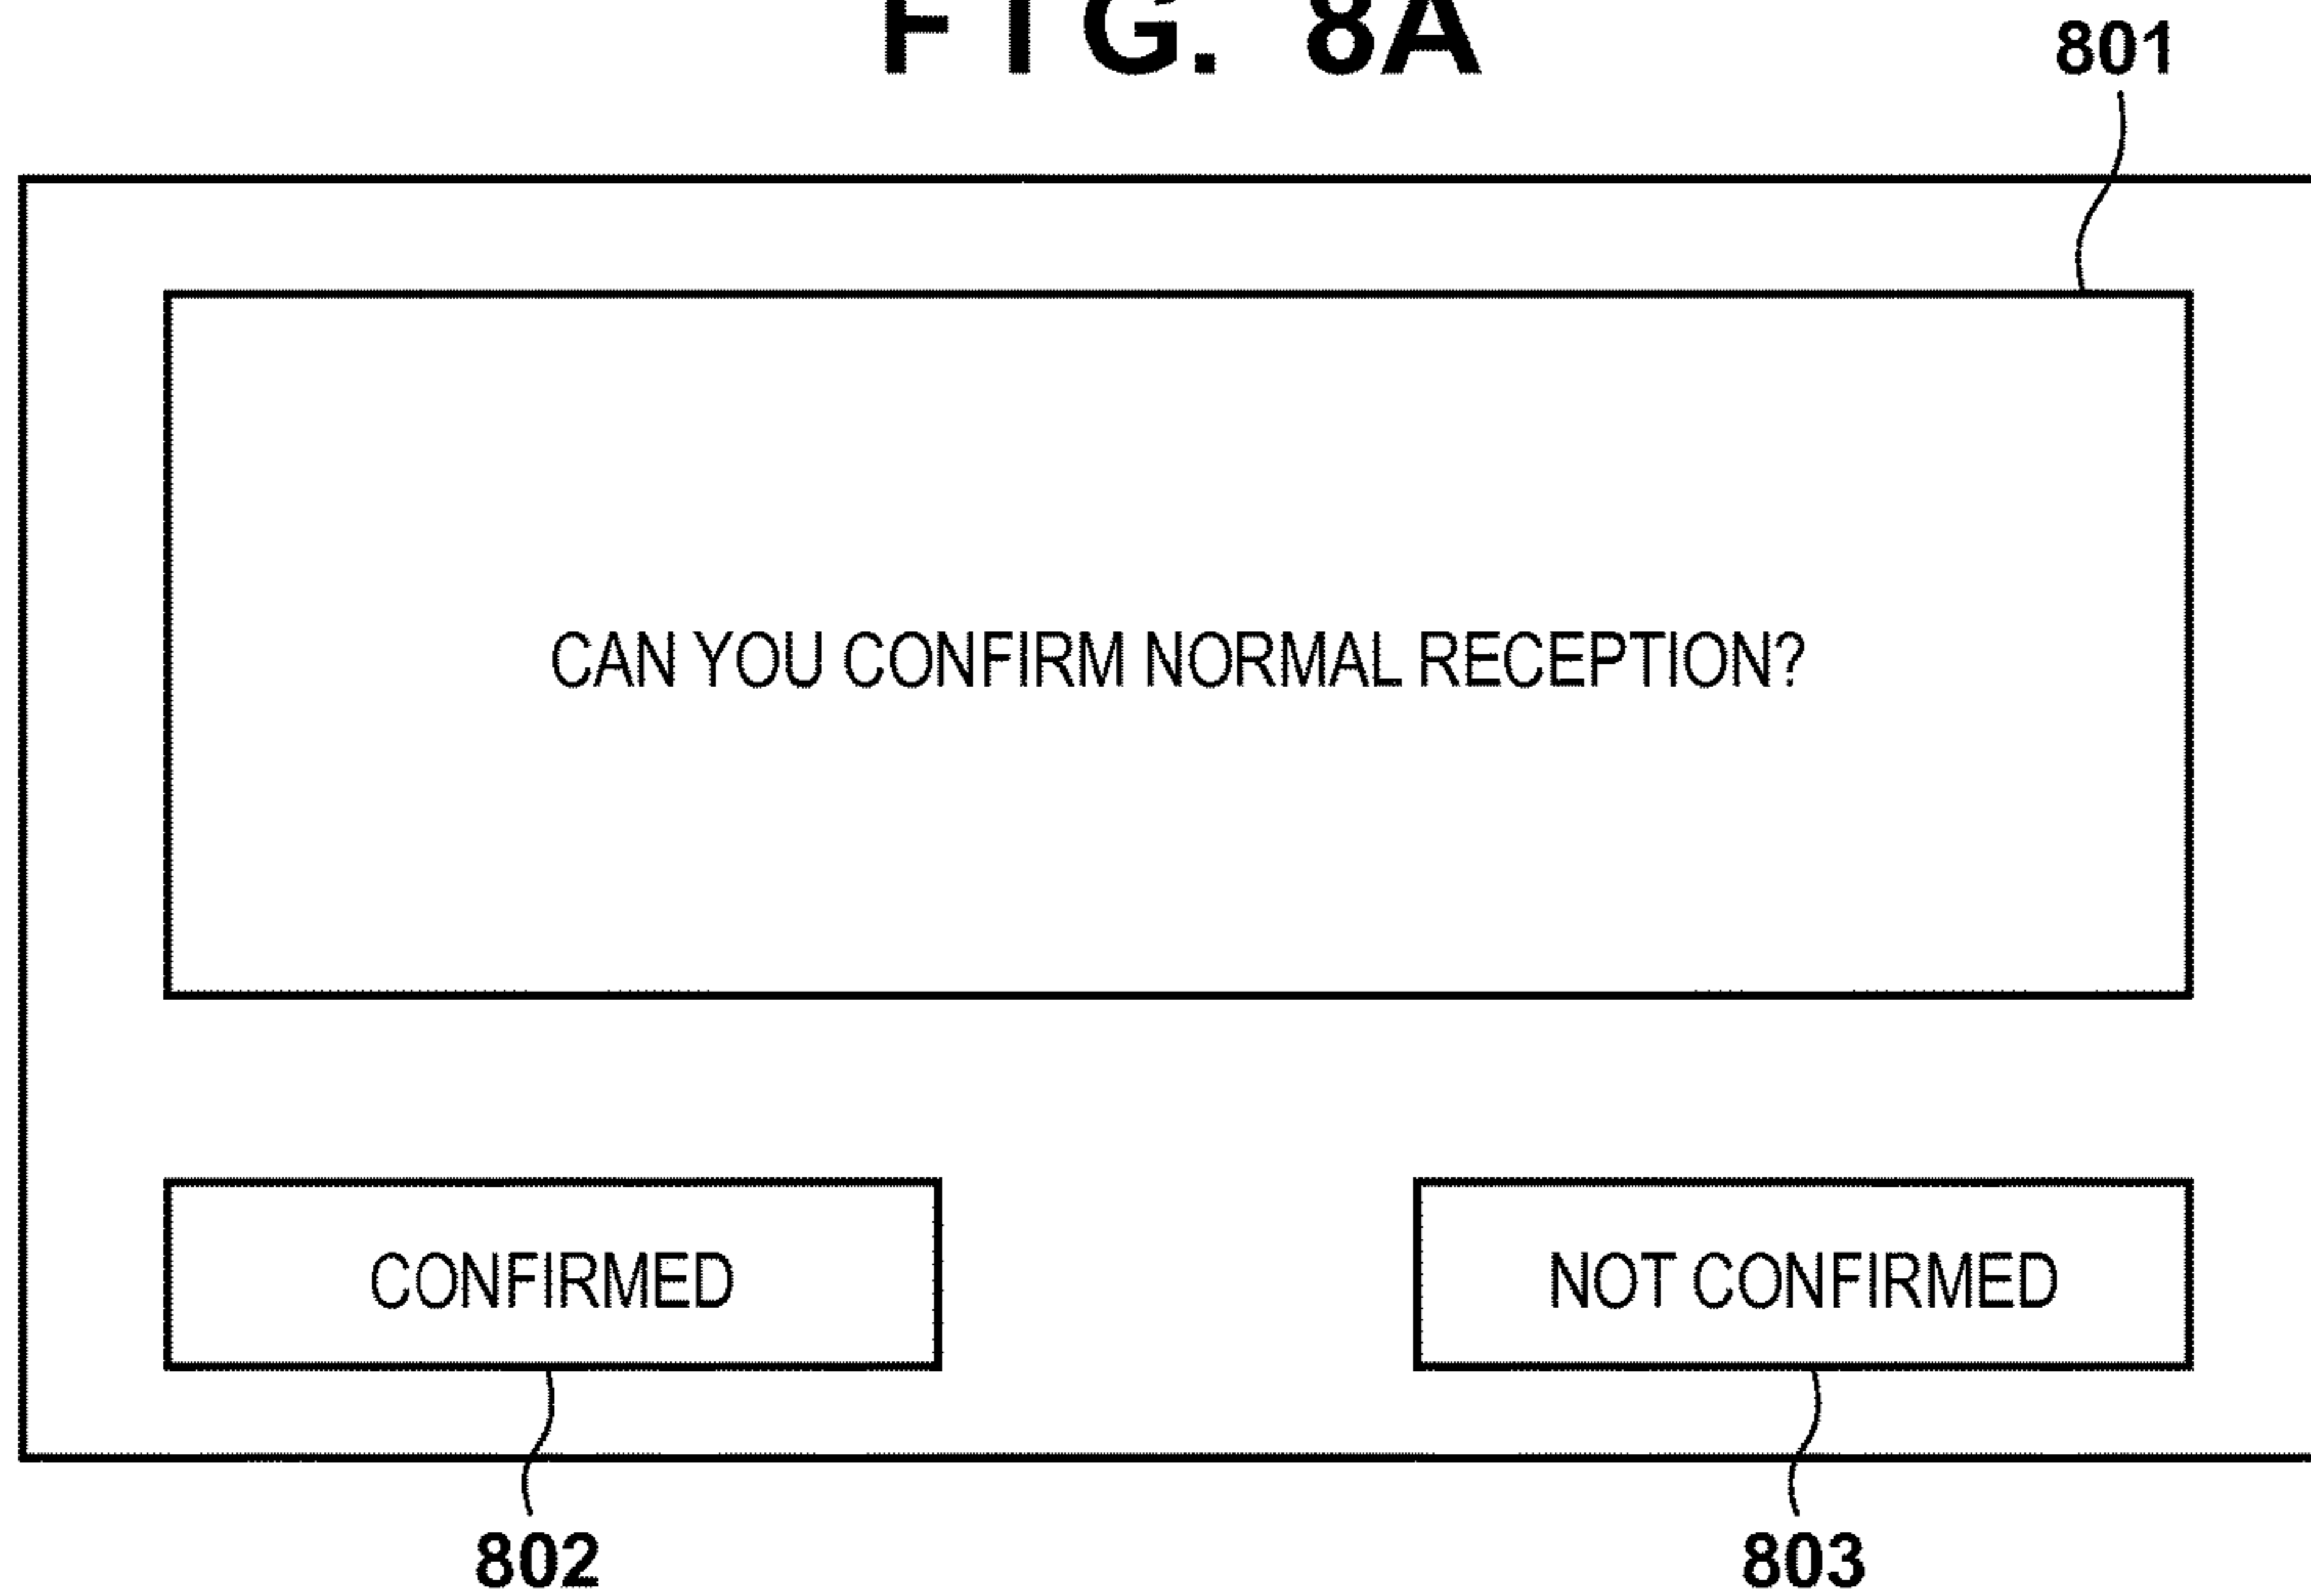 FIG. 8A
801
CAN YOU CONFIRM NORMAL RECEPTION?
CONFIRMED
NOT CONFIRMED
802
803